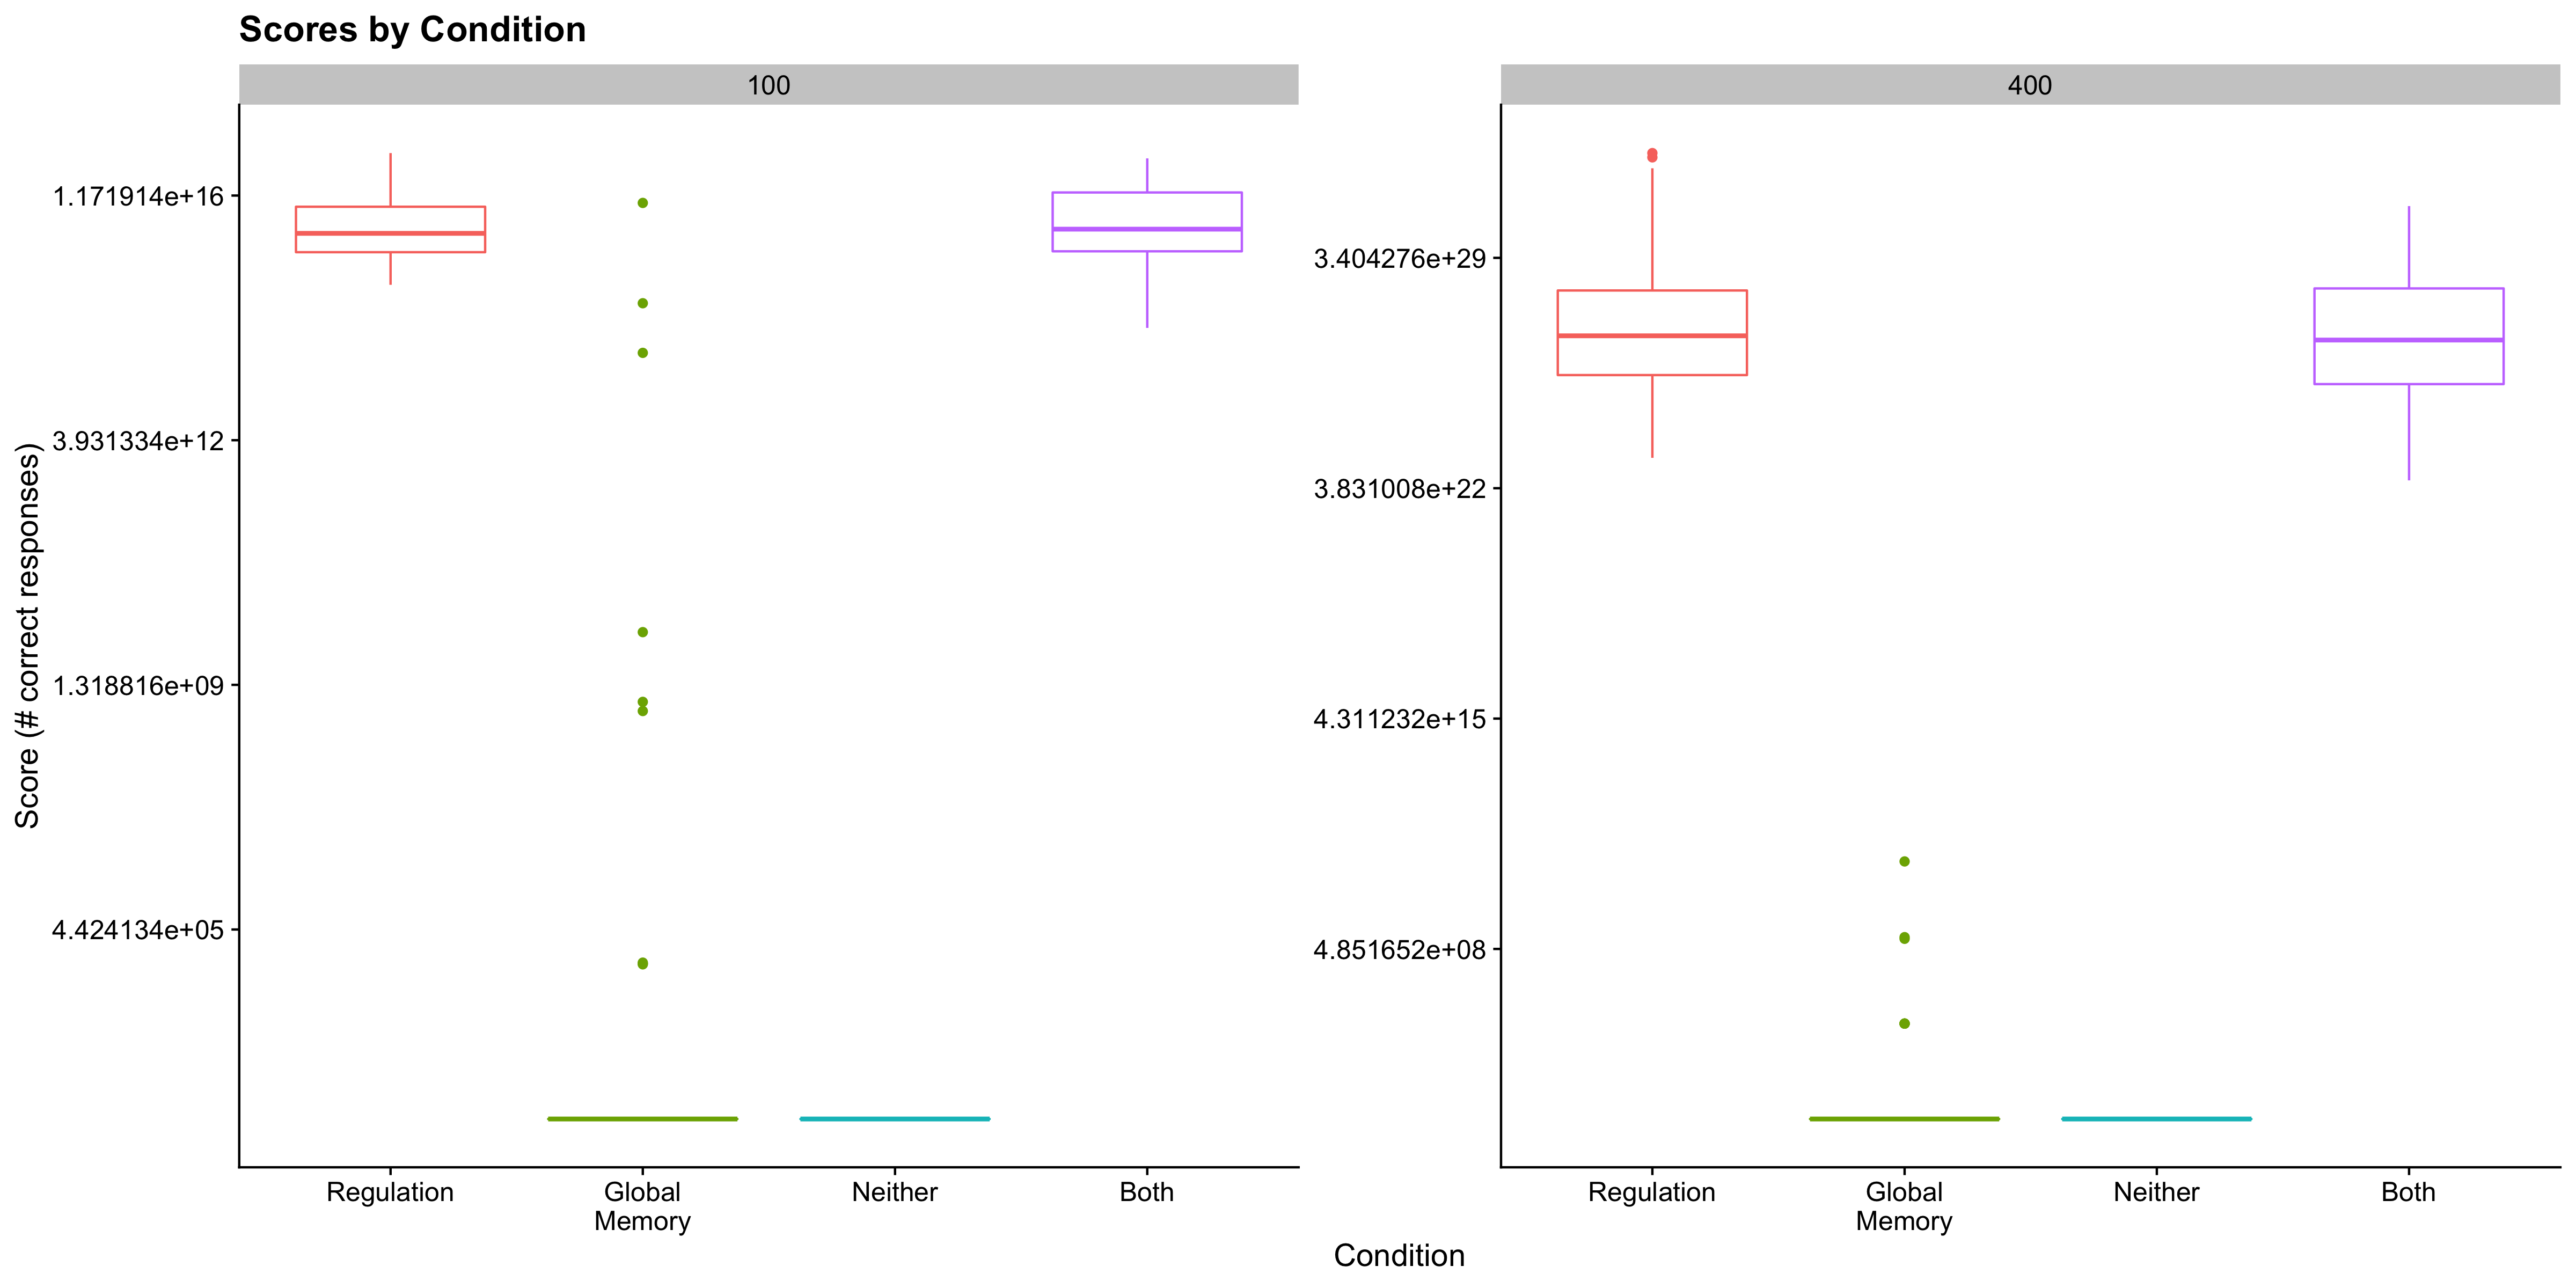 Scores by Condition
100
400
Score (# correct responses)
1.171914e+16
3.931334e+12
1.318816e+09
4.424134e+05
3.404276e+29
3.831008e+22
4.311232e+15
4.851652e+08
Regulation
Global
Memory
Neither
Both
Regulation
Global
Memory
Neither
Both
Condition